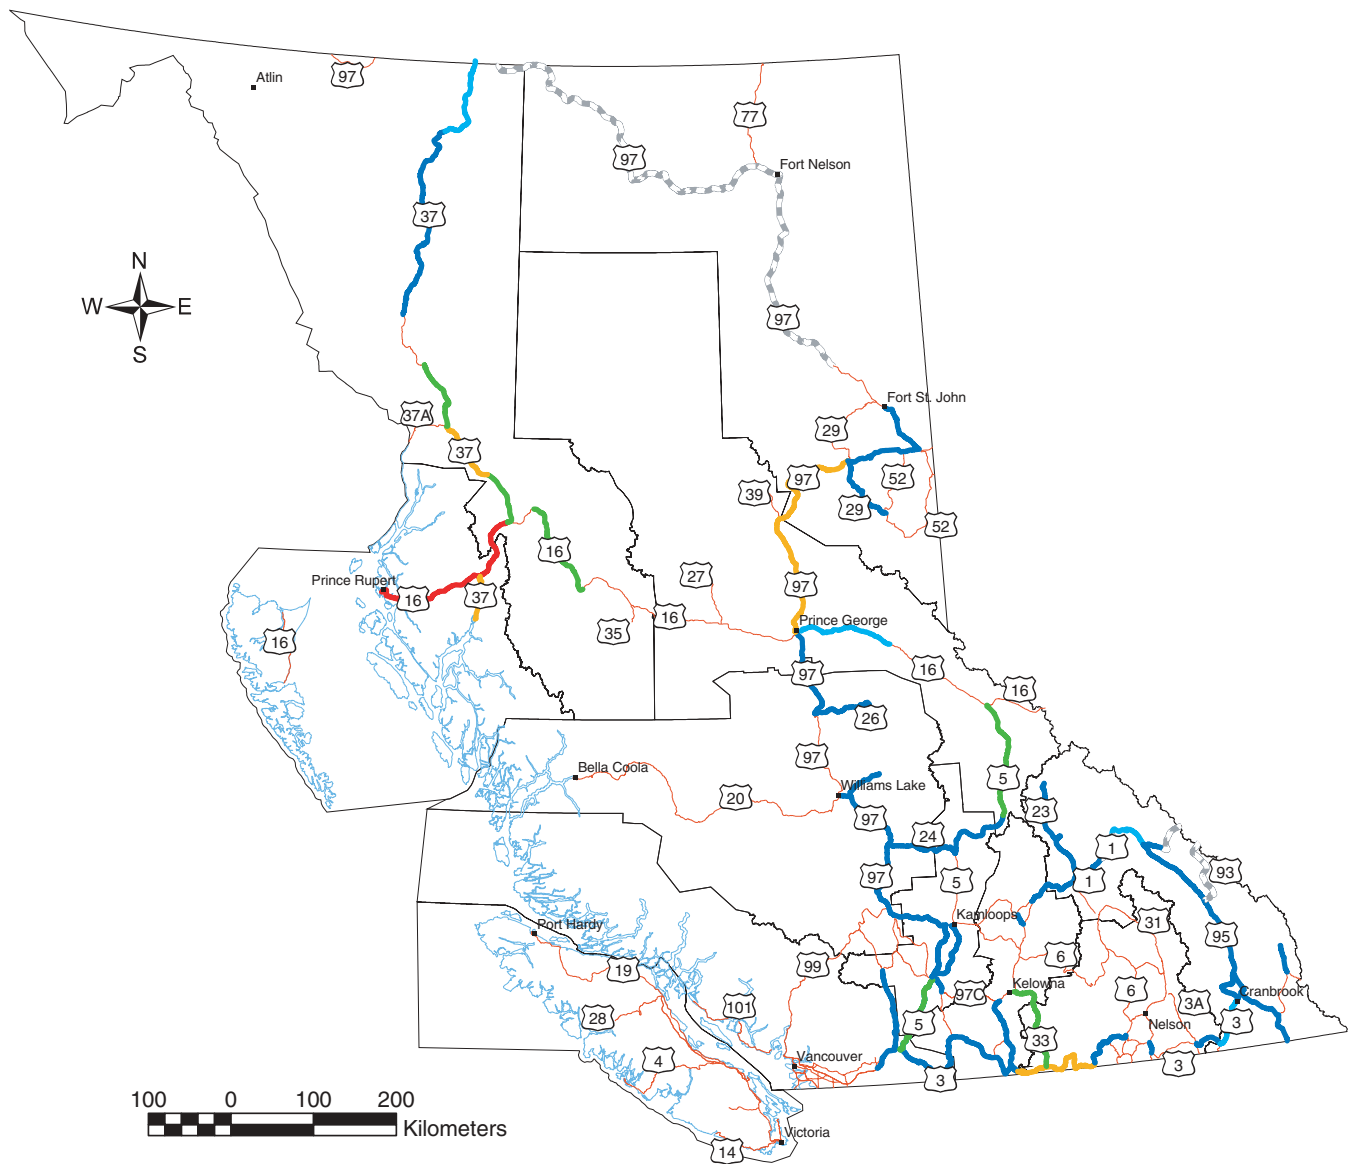 Atlin
97
77
97
Fort Nelson
37
N
W E
S
97
Fort St. John
37A
29
37
97
52
39
29
52
16
27
97
Prince Rupert
16
37
16
Prince George
35
16
97
16
16
26
97
Bella Coola
5
Williams Lake
20
23
97
24
1
97
5
1
93
Kamloops
31
Port Hardy
95
99
6
19
97C
Kelowna
6
3A
Cranbrook
101
28
5
3
Nelson
33
Vancouver
4
3
3
100 0 100 200
Kilometers
Victoria
14